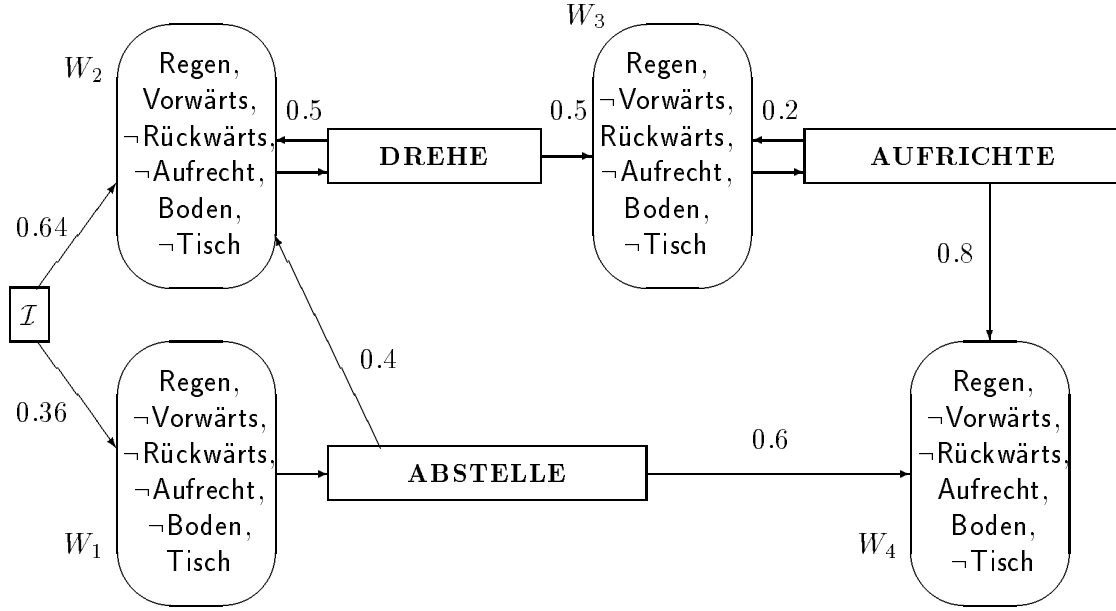 W₃
W₂
Regen,
Vorwärts,
¬Rückwärts,
¬Aufrecht,
Boden,
¬Tisch
0.5
DREHE
0.5
Regen,
¬Vorwärts,
Rückwärts,
¬Aufrecht,
Boden,
¬Tisch
0.2
AUFRICHTE
0.64
0.8
ℐ
0.36
0.4
W₁
Regen,
¬Vorwärts,
¬Rückwärts,
¬Aufrecht,
¬Boden,
Tisch
ABSTELLE
0.6
W₄
Regen,
¬Vorwärts,
¬Rückwärts,
Aufrecht,
Boden,
¬Tisch